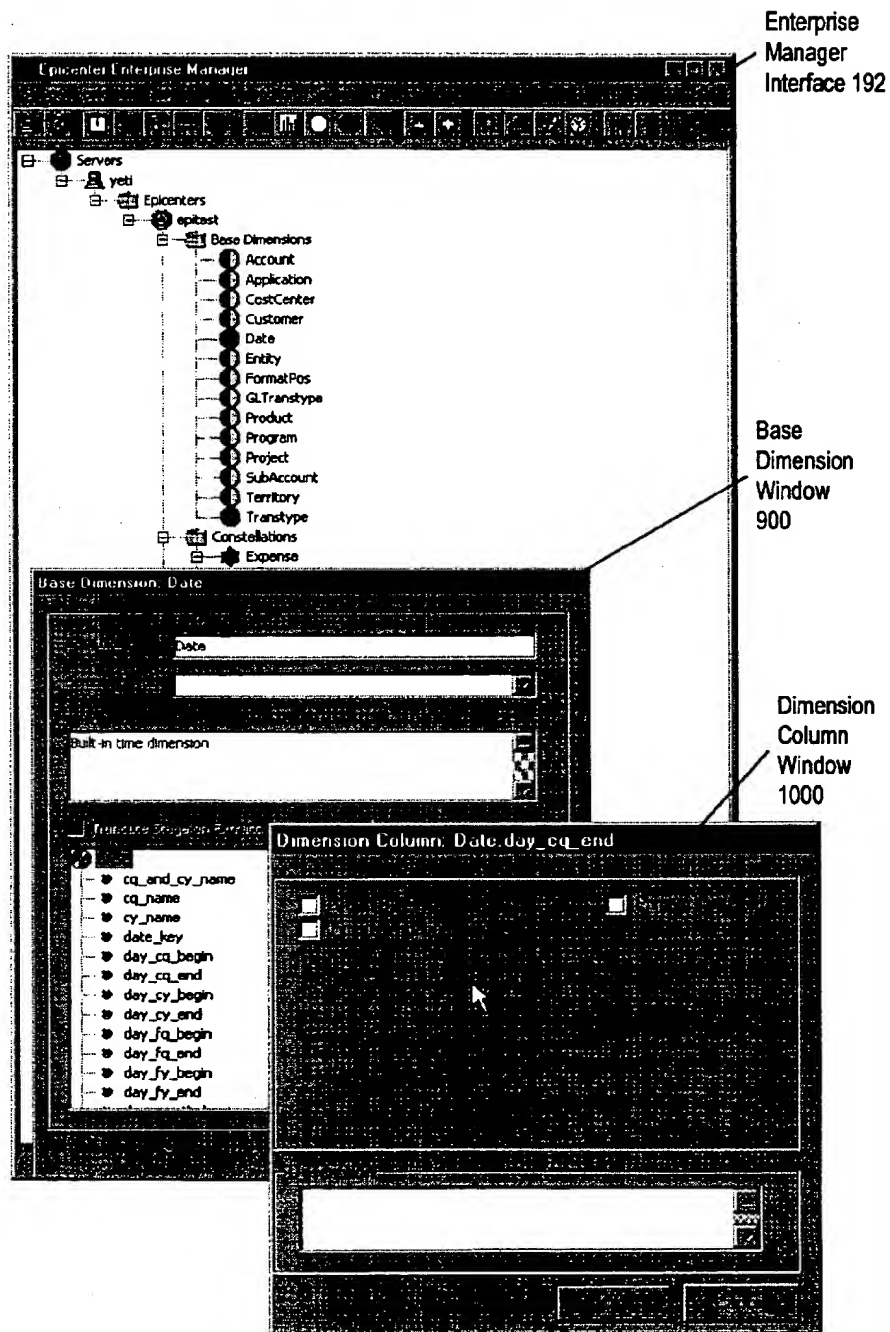 Enterprise
Manager
Interface 192
Epicenter Enterprise Manager
Servers
yeti
Epicenters
epitest
Base Dimensions
Account
Application
CostCenter
Customer
Date
Entity
FormatPos
GLTranstype
Product
Program
Project
SubAccount
Territory
Transtype
Constellations
Expense
Base
Dimension
Window
900
Base Dimension: Date
Date
Built-in time dimension
Dimension
Column
Window
1000
Truncate Stage on
Dimension Column: Date.day_cq_end
cq_and_cy_name
cq_name
cy_name
date_key
day_cq_begin
day_cq_end
day_cy_begin
day_cy_end
day_fq_begin
day_fq_end
day_fy_begin
day_fy_end